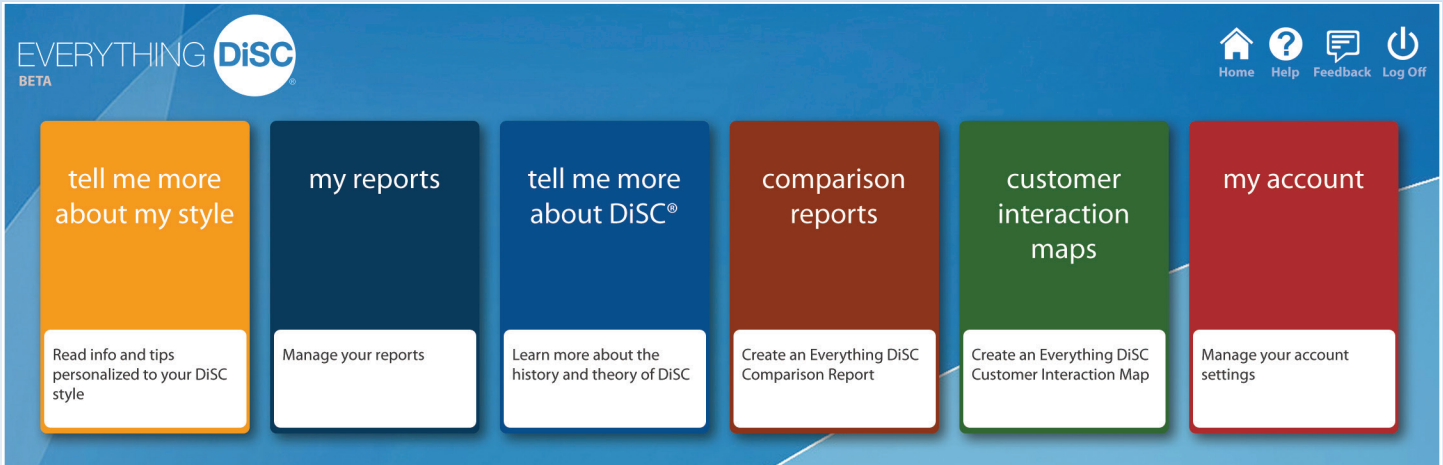 EVERYTHING DiSC®
BETA
Home Help Feedback Log Off
tell me more
about my style
Read info and tips
personalized to your DiSC
style
my reports
Manage your reports
tell me more
about DiSC®
Learn more about the
history and theory of DiSC
comparison
reports
Create an Everything DiSC
Comparison Report
customer
interaction
maps
Create an Everything DiSC
Customer Interaction Map
my account
Manage your account
settings